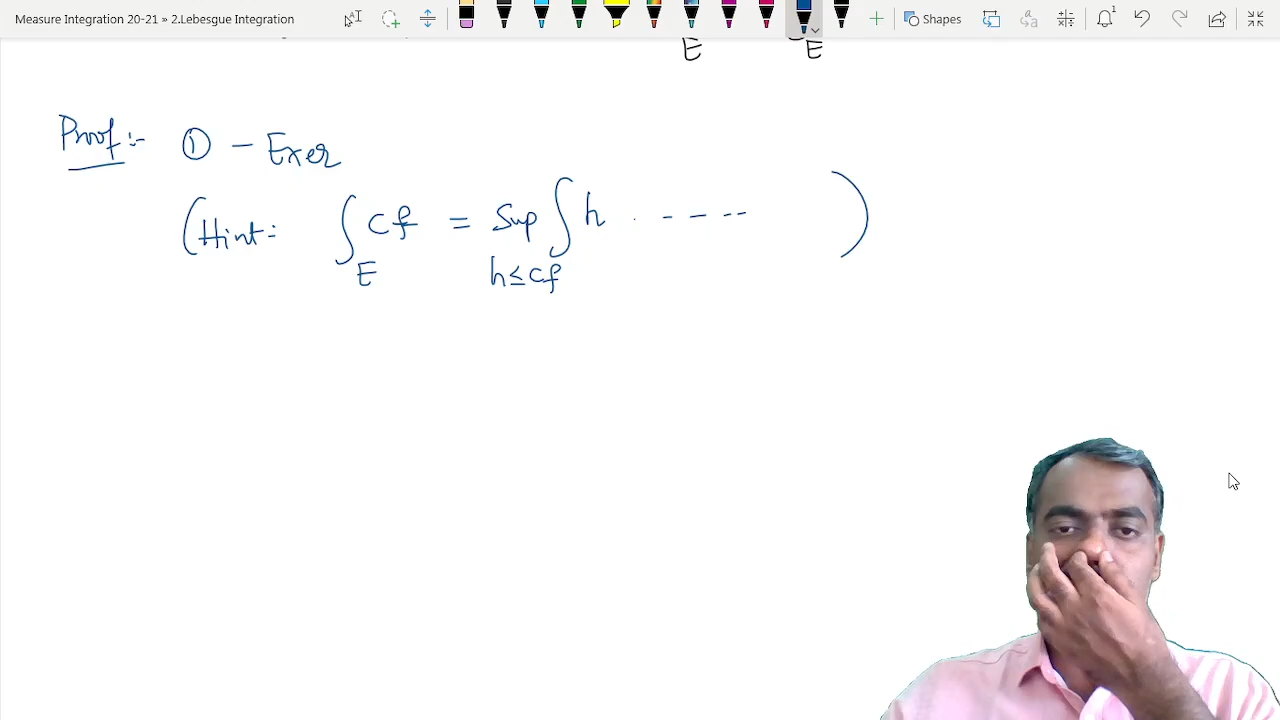 Measure Integration 20-21 » 2.Lebesgue Integration
Shapes
E E
Proof:- ① - Exer
(Hint: ∫_E cf = Sup_{h≤cf} ∫ h . - - - - )